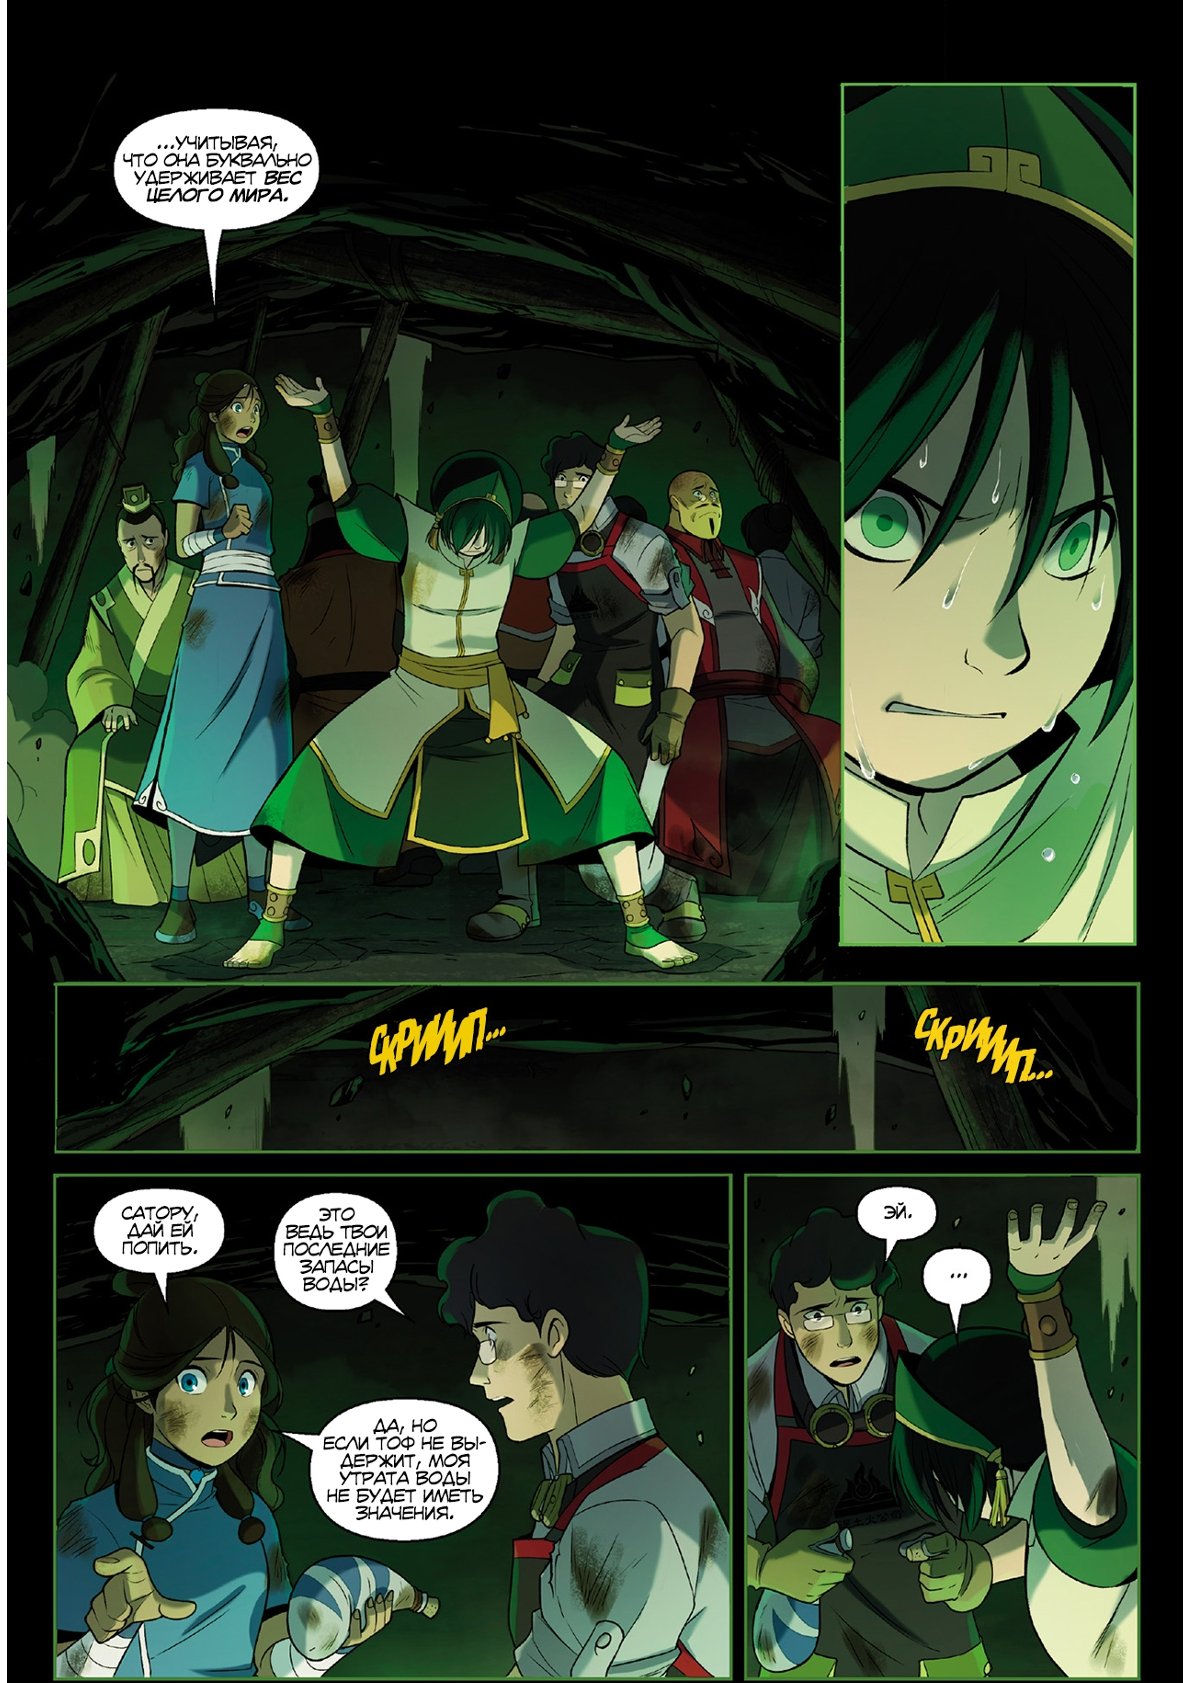 ...УЧИТЫВАЯ,
ЧТО ОНА БУКВАЛЬНО
УДЕРЖИВАЕТ ВЕС
ЦЕЛОГО МИРА.
СКРИИИП...
СКРИИИИП...
САТОРУ,
ДАЙ ЕЙ
ПОПИТЬ.
ЭТО
ВЕДЬ ТВОИ
ПОСЛЕДНИЕ
ЗАПАСЫ
ВОДЫ?
ДА, НО
ЕСЛИ ТОФ НЕ ВЫ-
ДЕРЖИТ, МОЯ
УТРАТА ВОДЫ
НЕ БУДЕТ ИМЕТЬ
ЗНАЧЕНИЯ.
ЭЙ.
...